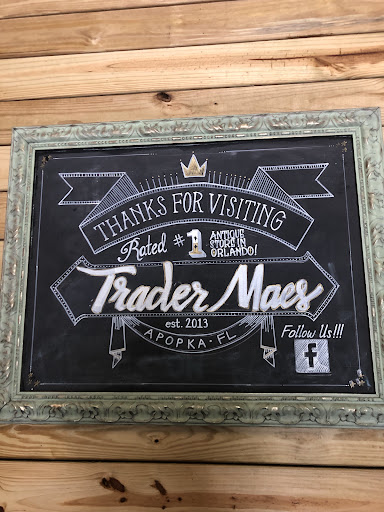 THANKS FOR VISITING
Rated #1 ANTIQUE
STORE IN
ORLANDO!
Trader Maes
est. 2013
APOPKA • FL
Follow Us!!!
f